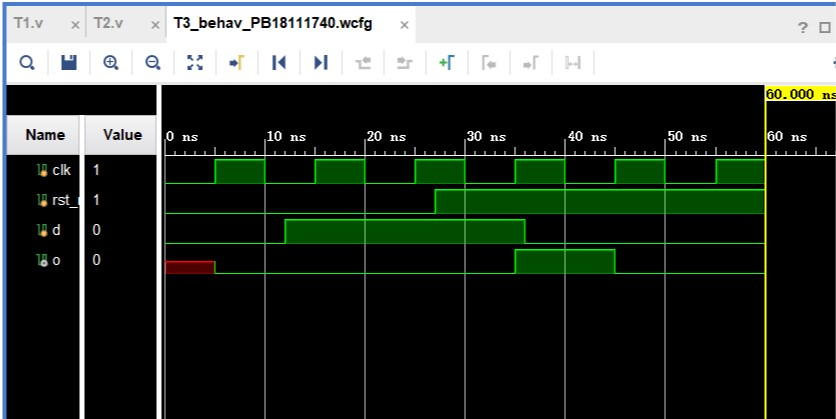 T1.v × T2.v × T3_behav_PB18111740.wcfg × ?
60.000 ns
Name Value 0 ns 10 ns 20 ns 30 ns 40 ns 50 ns 60 ns
clk 1
rst_ 1
d 0
o 0